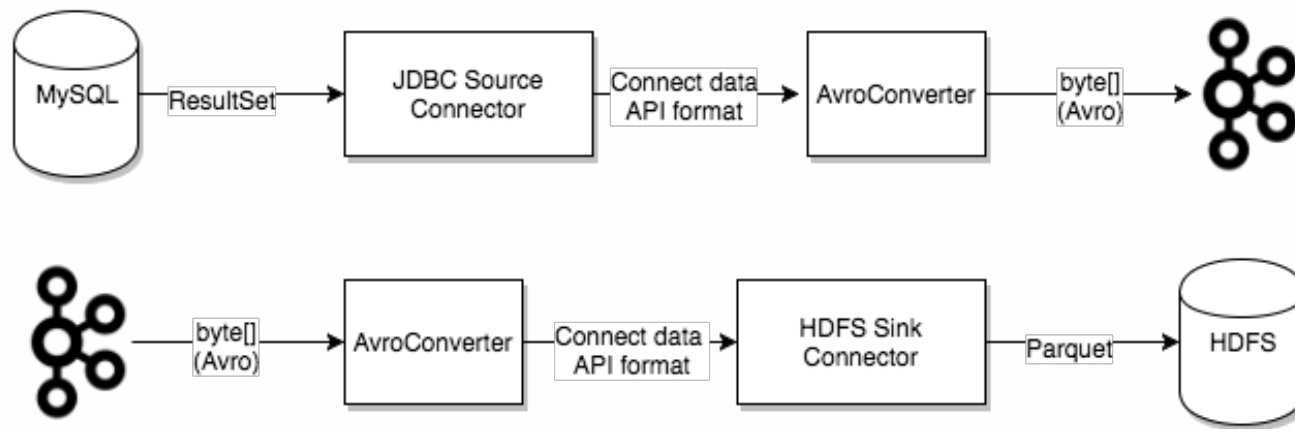 MySQL
ResultSet
JDBC Source
Connector
Connect data
API format
AvroConverter
byte[]
(Avro)
byte[]
(Avro)
AvroConverter
Connect data
API format
HDFS Sink
Connector
Parquet
HDFS